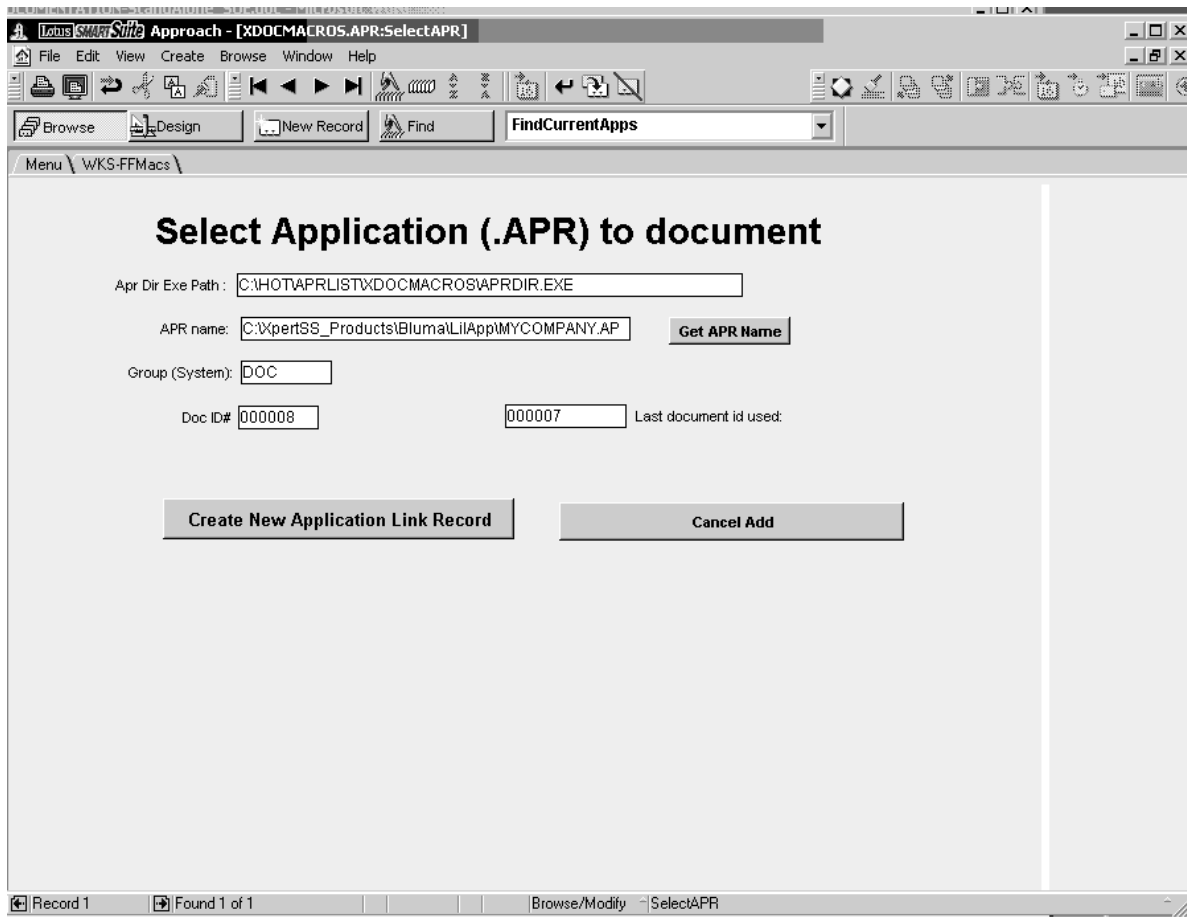 Lotus SMARTSuite Approach - [XDOCMACROS.APR:SelectAPR]
File Edit View Create Browse Window Help
Browse Design New Record Find FindCurrentApps
Menu WKS-FFMacs
Select Application (.APR) to document
Apr Dir Exe Path : C:\HOT\APRLIST\XDOCMACROS\APRDIR.EXE
APR name: C:\XpertSS_Products\Bluma\LilApp\MYCOMPANY.AP Get APR Name
Group (System): DOC
Doc ID# 000008 000007 Last document id used:
Create New Application Link Record Cancel Add
Record 1 Found 1 of 1 Browse/Modify SelectAPR